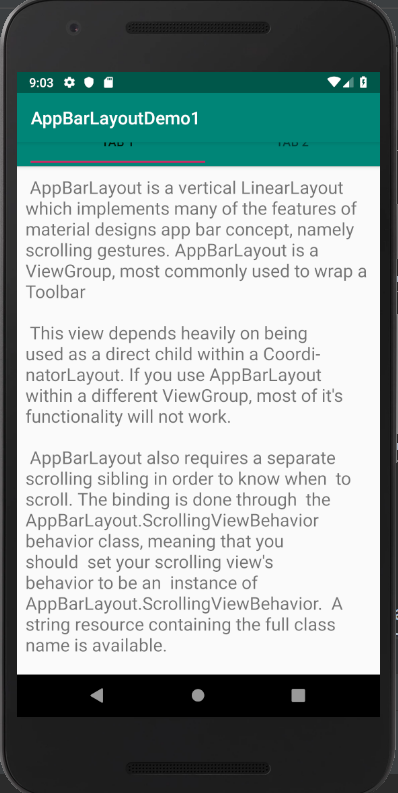 9:03
AppBarLayoutDemo1
TAB 1
TAB 2
AppBarLayout is a vertical LinearLayout
which implements many of the features of
material designs app bar concept, namely
scrolling gestures. AppBarLayout is a
ViewGroup, most commonly used to wrap a
Toolbar
This view depends heavily on being
used as a direct child within a Coordi-
natorLayout. If you use AppBarLayout
within a different ViewGroup, most of it's
functionality will not work.
AppBarLayout also requires a separate
scrolling sibling in order to know when  to
scroll. The binding is done through  the
AppBarLayout.ScrollingViewBehavior
behavior class, meaning that you
should  set your scrolling view's
behavior to be an  instance of
AppBarLayout.ScrollingViewBehavior.  A
string resource containing the full class
name is available.